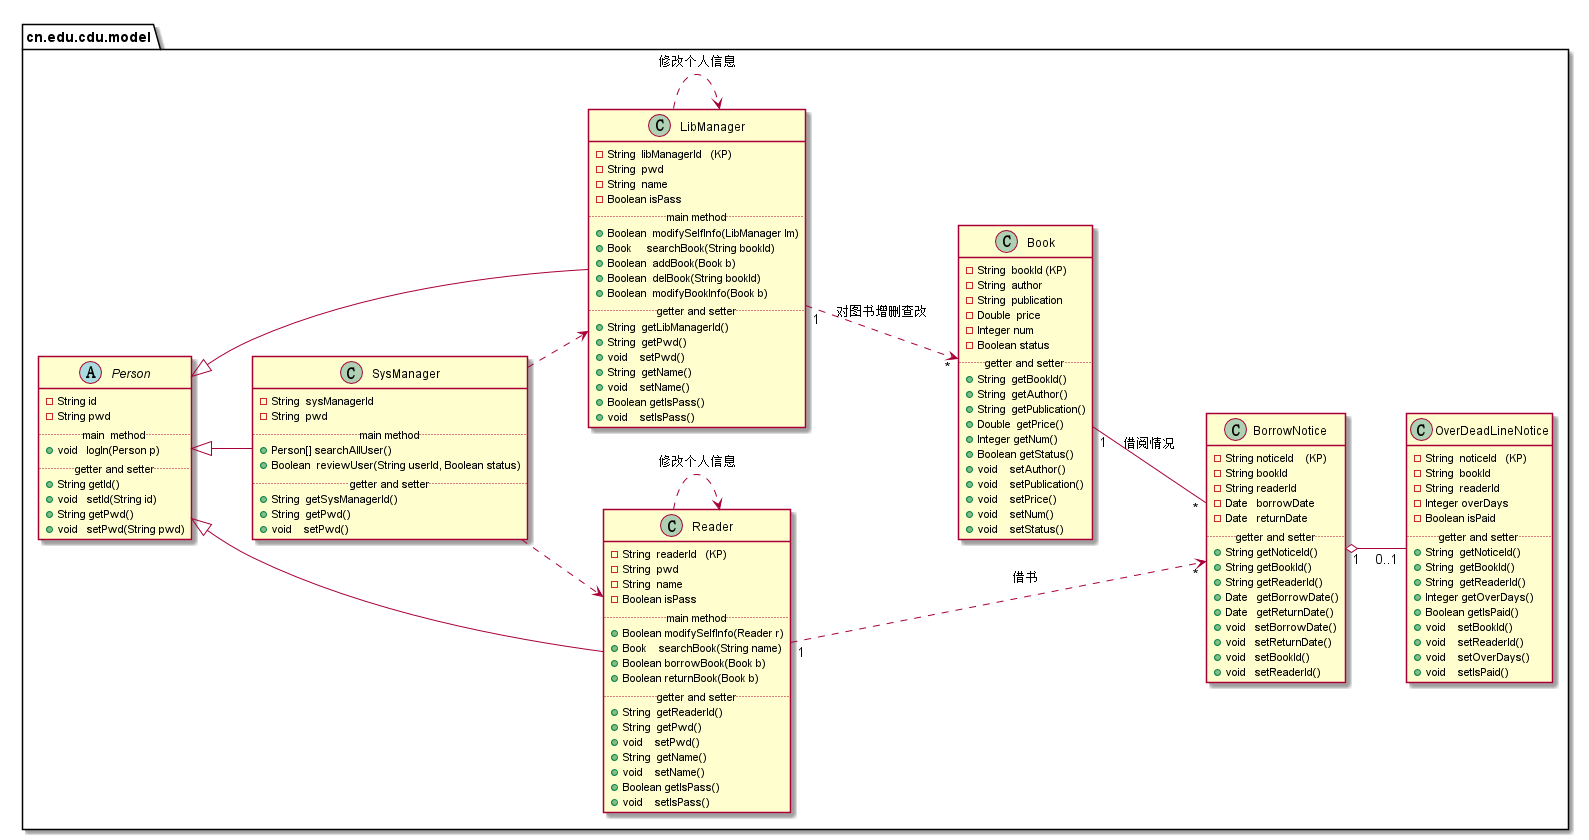 cn.edu.cdu.model
修改个人信息
C LibManager
String libManagerId (KP)
String pwd
String name
Boolean isPass
main method
Boolean modifySelfInfo(LibManager lm)
Book searchBook(String bookId)
Boolean addBook(Book b)
Boolean delBook(String bookId)
Boolean modifyBookInfo(Book b)
getter and setter
String getLibManagerId()
String getPwd()
void setPwd()
String getName()
void setName()
Boolean getIsPass()
void setIsPass()
1
对图书增删查改
*
C Book
String bookId (KP)
String author
String publication
Double price
Integer num
Boolean status
getter and setter
String getBookId()
String getAuthor()
String getPublication()
Double getPrice()
Integer getNum()
Boolean getStatus()
void setAuthor()
void setPublication()
void setPrice()
void setNum()
void setStatus()
1
借阅情况
*
A Person
String id
String pwd
main method
void logIn(Person p)
getter and setter
String getId()
void setId(String id)
String getPwd()
void setPwd(String pwd)
C SysManager
String sysManagerId
String pwd
main method
Person[] searchAllUser()
Boolean reviewUser(String userId, Boolean status)
getter and setter
String getSysManagerId()
String getPwd()
void setPwd()
修改个人信息
C Reader
String readerId (KP)
String pwd
String name
Boolean isPass
main method
Boolean modifySelfInfo(Reader r)
Book searchBook(String name)
Boolean borrowBook(Book b)
Boolean returnBook(Book b)
getter and setter
String getReaderId()
String getPwd()
void setPwd()
String getName()
void setName()
Boolean getIsPass()
void setIsPass()
1
借书
*
C BorrowNotice
String noticeId (KP)
String bookId
String readerId
Date borrowDate
Date returnDate
getter and setter
String getNoticeId()
String getBookId()
String getReaderId()
Date getBorrowDate()
Date getReturnDate()
void setBorrowDate()
void setReturnDate()
void setBookId()
void setReaderId()
1 0..1
C OverDeadLineNotice
String noticeId (KP)
String bookId
String readerId
Integer overDays
Boolean isPaid
getter and setter
String getNoticeId()
String getBookId()
String getReaderId()
Integer getOverDays()
Boolean getIsPaid()
void setBookId()
void setReaderId()
void setOverDays()
void setIsPaid()